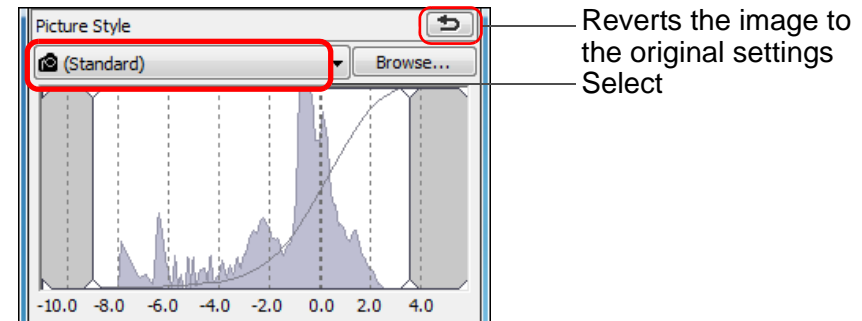 Picture Style
Reverts the image to
the original settings
(Standard)
Browse...
Select
-10.0 -8.0 -6.0 -4.0 -2.0 0.0 2.0 4.0